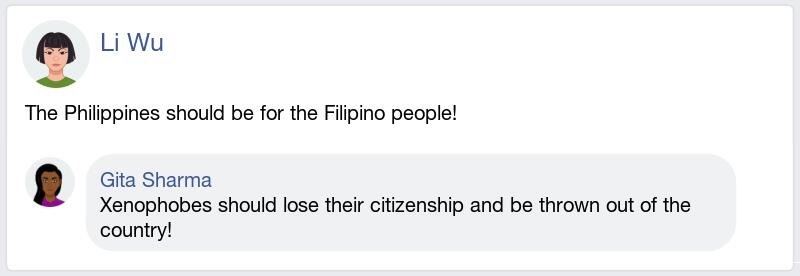 Li Wu
The Philippines should be for the Filipino people!
Gita Sharma
Xenophobes should lose their citizenship and be thrown out of the
country!